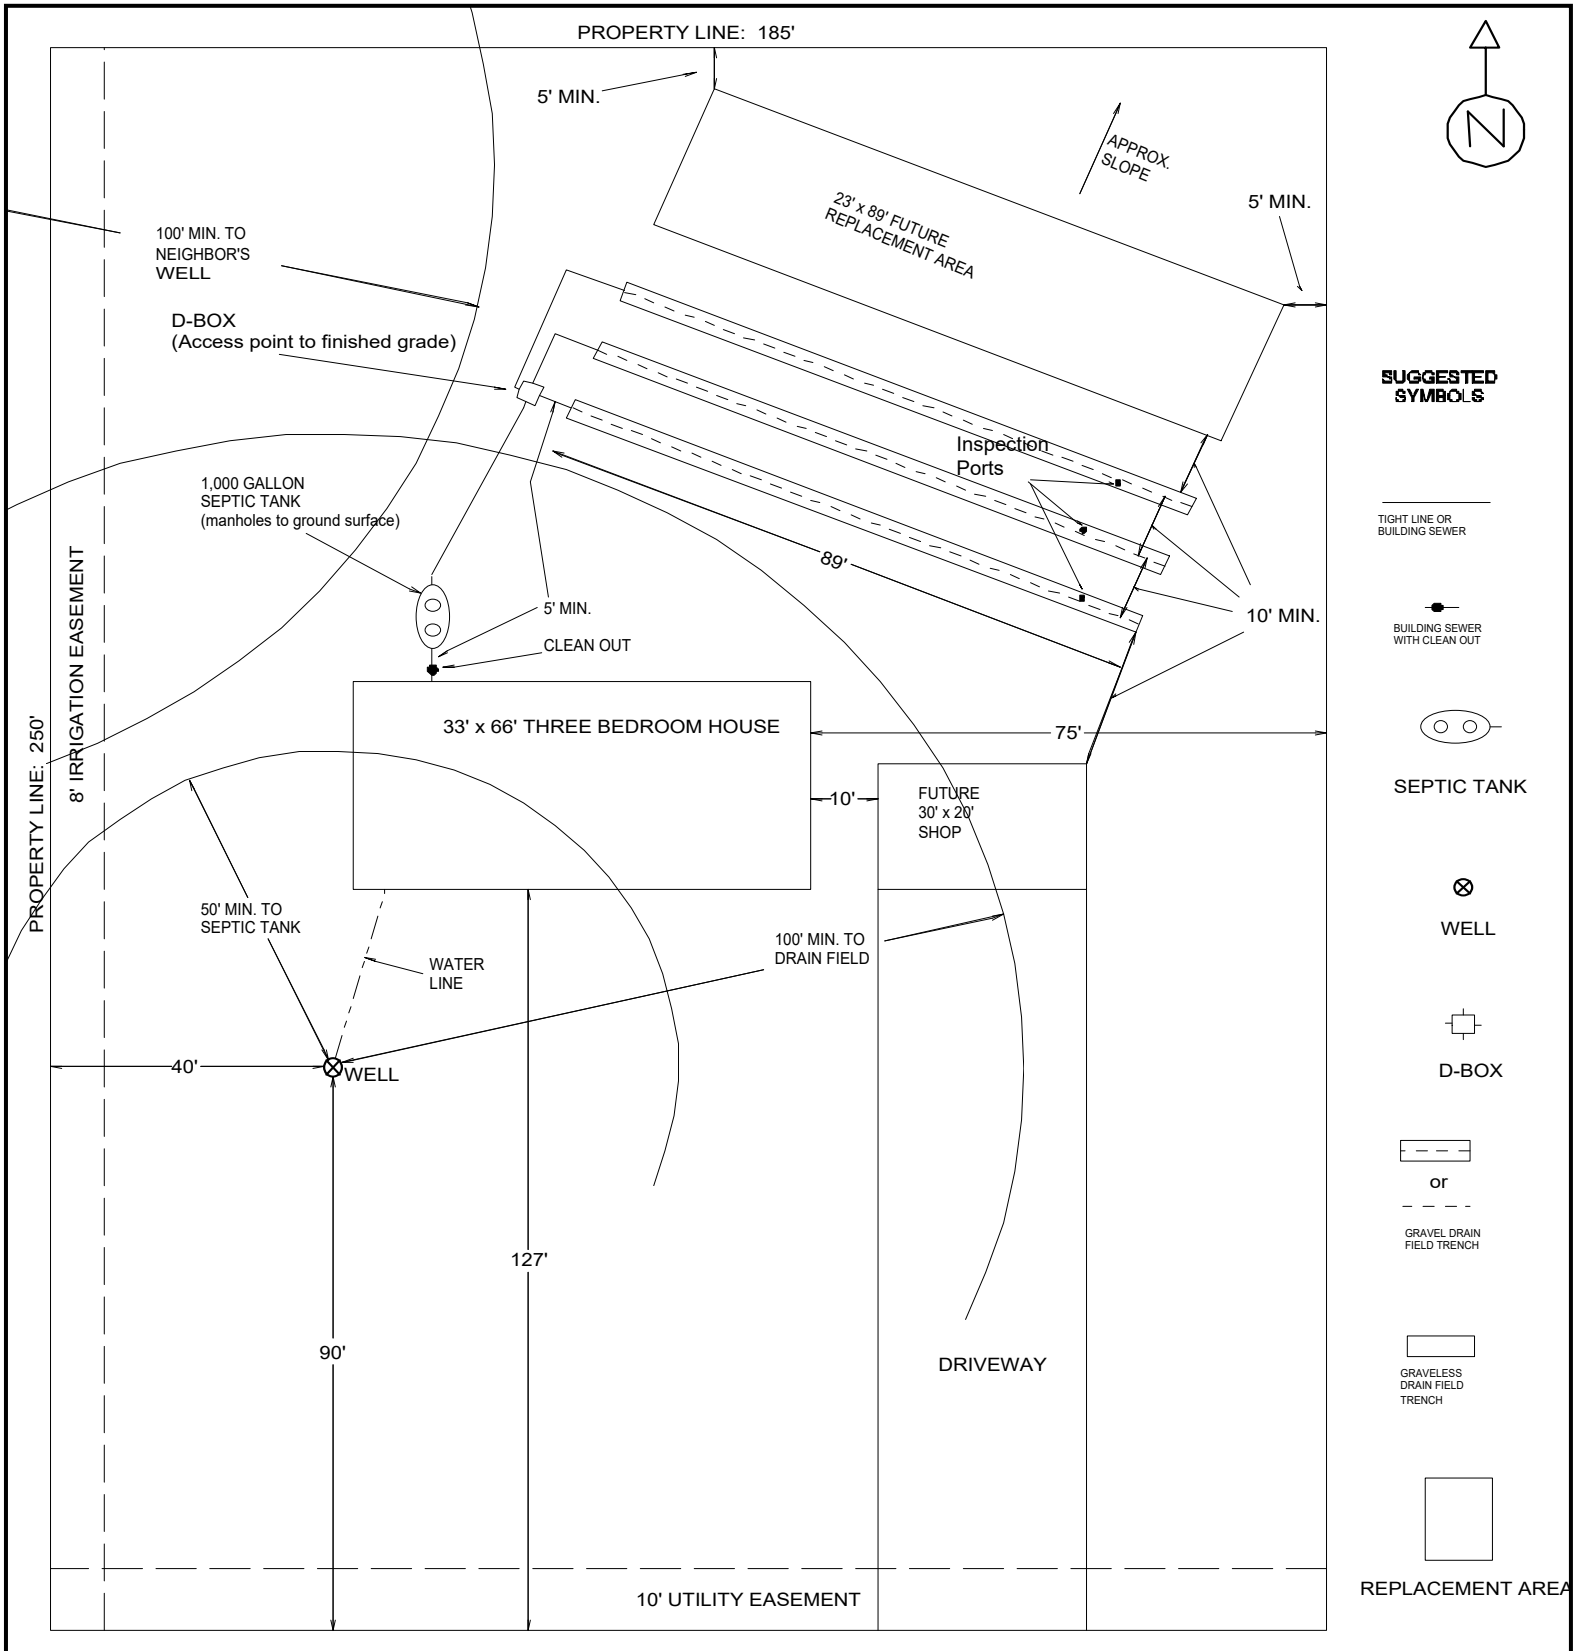 PROPERTY LINE: 185'
5' MIN.
APPROX.
SLOPE
N
5' MIN.
23' x 89' FUTURE
REPLACEMENT AREA
100' MIN. TO
NEIGHBOR'S
WELL
D-BOX
(Access point to finished grade)
Inspection
Ports
1,000 GALLON
SEPTIC TANK
(manholes to ground surface)
89'
5' MIN.
CLEAN OUT
10' MIN.
PROPERTY LINE: 250'
8' IRRIGATION EASEMENT
33' x 66' THREE BEDROOM HOUSE
75'
10'
FUTURE
30' x 20'
SHOP
50' MIN. TO
SEPTIC TANK
WATER
LINE
100' MIN. TO
DRAIN FIELD
40'
WELL
127'
90'
DRIVEWAY
10' UTILITY EASEMENT
SUGGESTED
SYMBOLS
TIGHT LINE OR
BUILDING SEWER
BUILDING SEWER
WITH CLEAN OUT
SEPTIC TANK
WELL
D-BOX
or
GRAVEL DRAIN
FIELD TRENCH
GRAVELESS
DRAIN FIELD
TRENCH
REPLACEMENT AREA